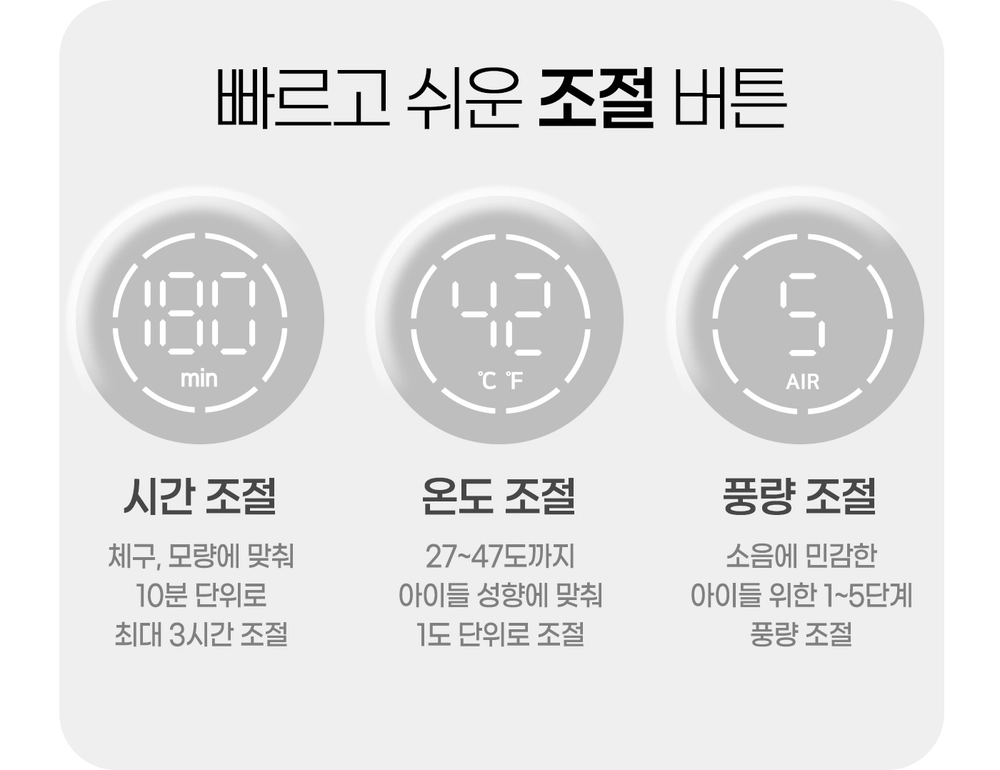 빠르고 쉬운 조절 버튼
180
min
42
℃ ℉
5
AIR
시간 조절
체구, 모량에 맞춰
10분 단위로
최대 3시간 조절
온도 조절
27~47도까지
아이들 성향에 맞춰
1도 단위로 조절
풍량 조절
소음에 민감한
아이들 위한 1~5단계
풍량 조절